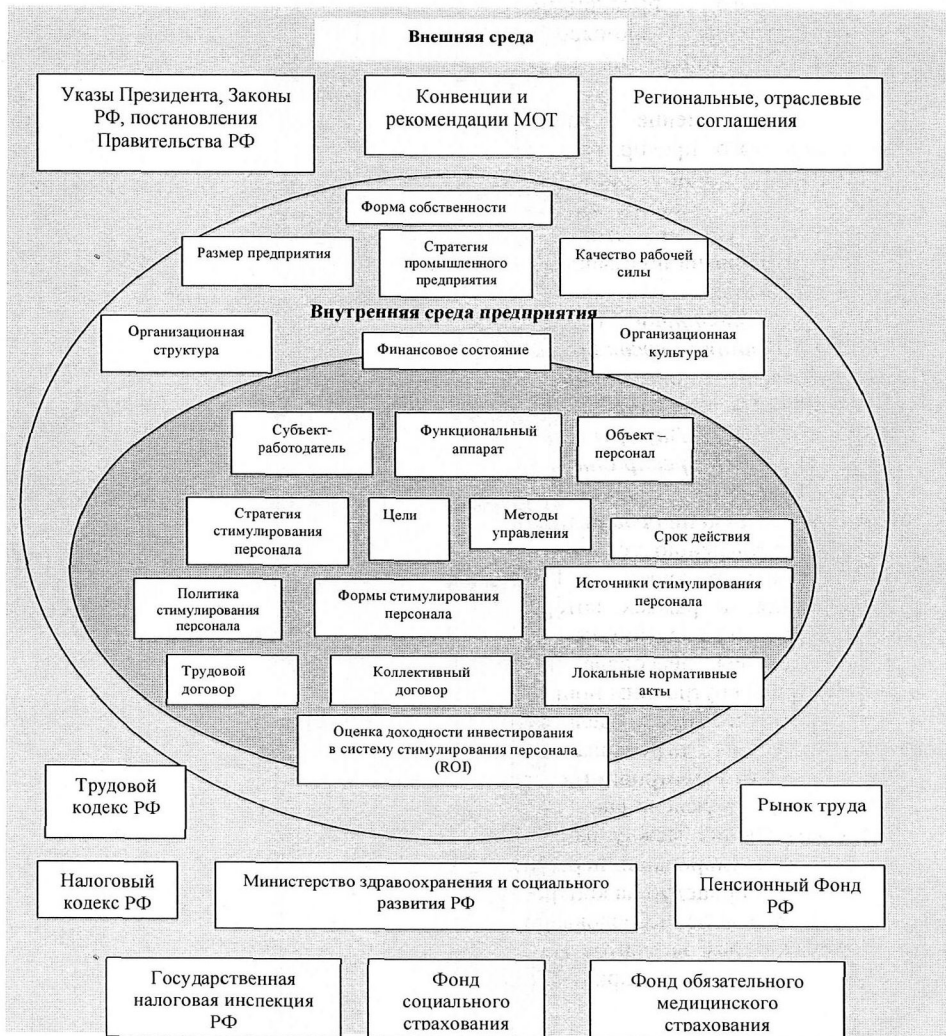 Внешняя среда
Указы Президента, Законы
РФ, постановления
Правительства РФ
Конвенции и
рекомендации МОТ
Региональные, отраслевые
соглашения
Форма собственности
Размер предприятия
Стратегия
промышленного
предприятия
Качество рабочей
силы
Внутренняя среда предприятия
Организационная
структура
Финансовое состояние
Организационная
культура
Субъект-
работодатель
Функциональный
аппарат
Объект –
персонал
Стратегия
стимулирования
персонала
Цели
Методы
управления
Срок действия
Политика
стимулирования
персонала
Формы стимулирования
персонала
Источники стимулирования
персонала
Трудовой
договор
Коллективный
договор
Локальные нормативные
акты
Оценка доходности инвестирования
в систему стимулирования персонала
(ROI)
Трудовой
кодекс РФ
Рынок труда
Налоговый
кодекс РФ
Министерство здравоохранения и социального
развития РФ
Пенсионный Фонд
РФ
Государственная
налоговая инспекция
РФ
Фонд
социального
страхования
Фонд обязательного
медицинского
страхования